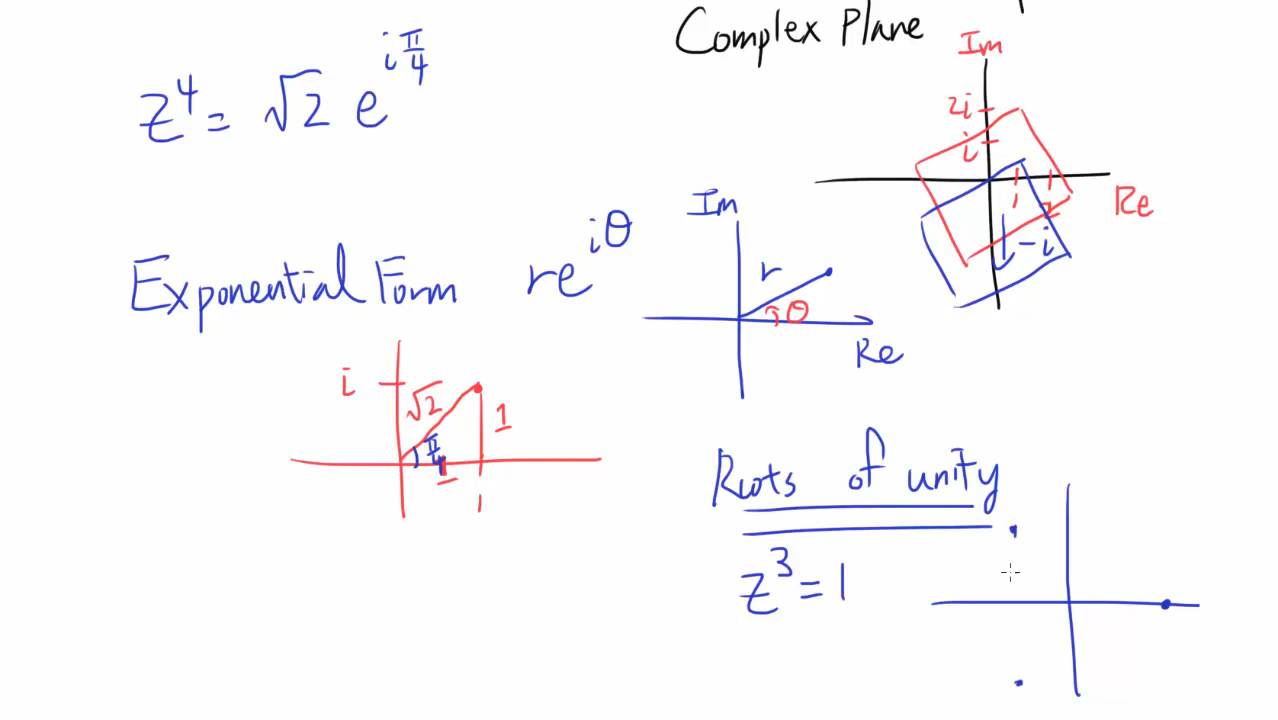 Complex Plane
z⁴ = √2 e^{iπ/4}
Im
2i
i
1
2
Re
-i
Exponential Form re^{iθ}
Im
r
θ
Re
i
√2
1
π/4
1
Roots of unity
z³ = 1